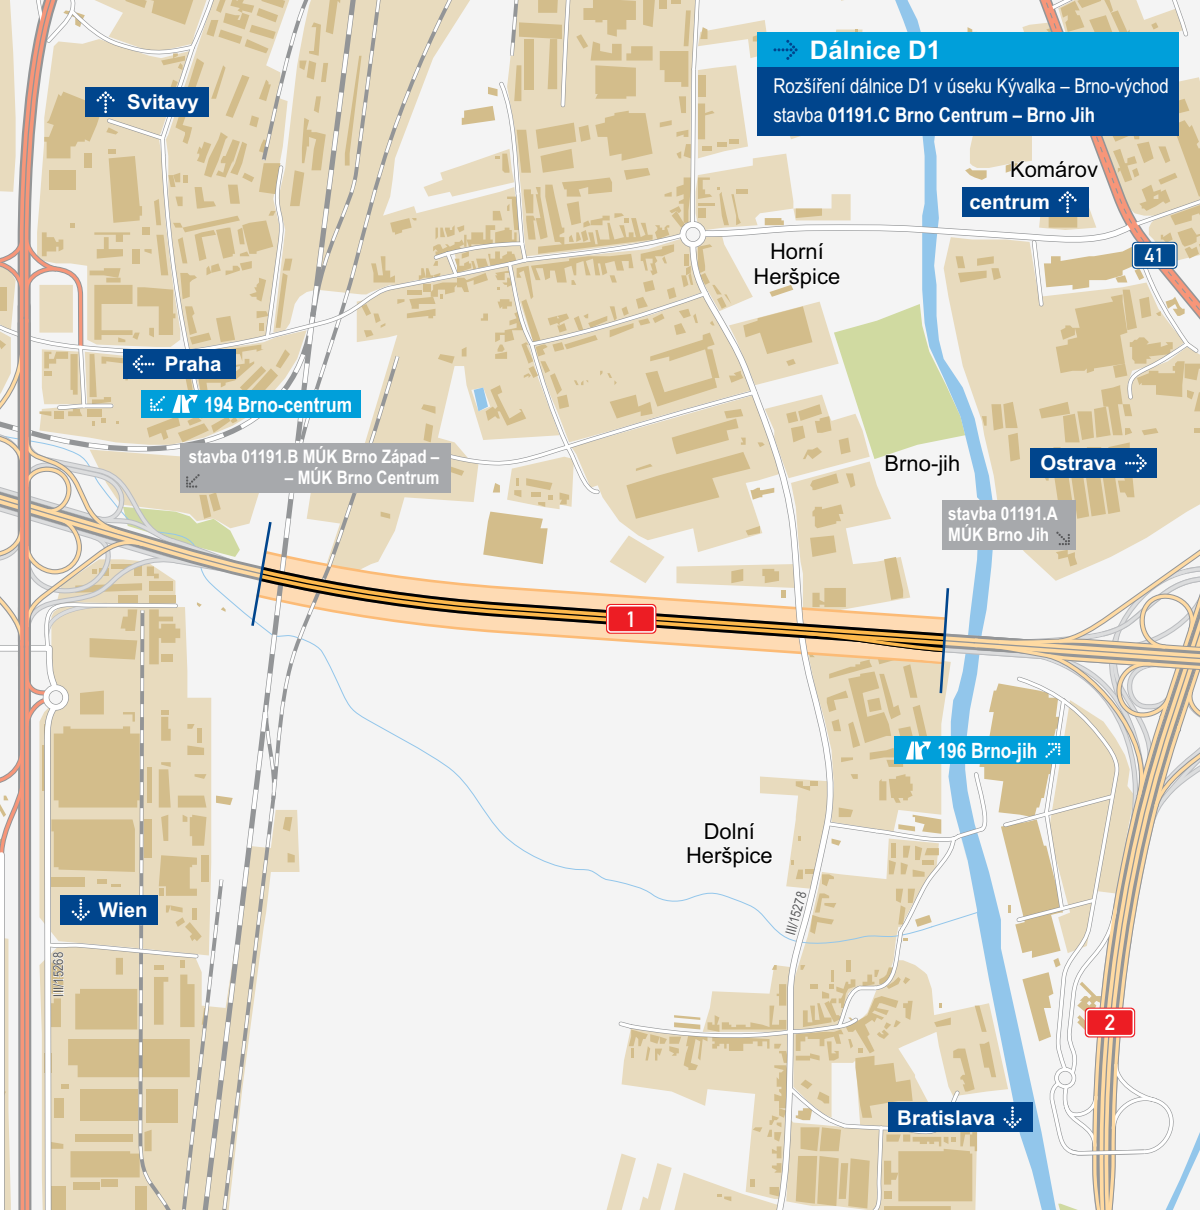 Dálnice D1
Rozšíření dálnice D1 v úseku Kývalka – Brno-východ
stavba 01191.C Brno Centrum – Brno Jih
Svitavy
Komárov
centrum
41
Horní
Heršpice
Praha
194 Brno-centrum
stavba 01191.B MÚK Brno Západ –
– MÚK Brno Centrum
Brno-jih
Ostrava
stavba 01191.A
MÚK Brno Jih
1
196 Brno-jih
Dolní
Heršpice
Wien
III/15278
III/15268
2
Bratislava